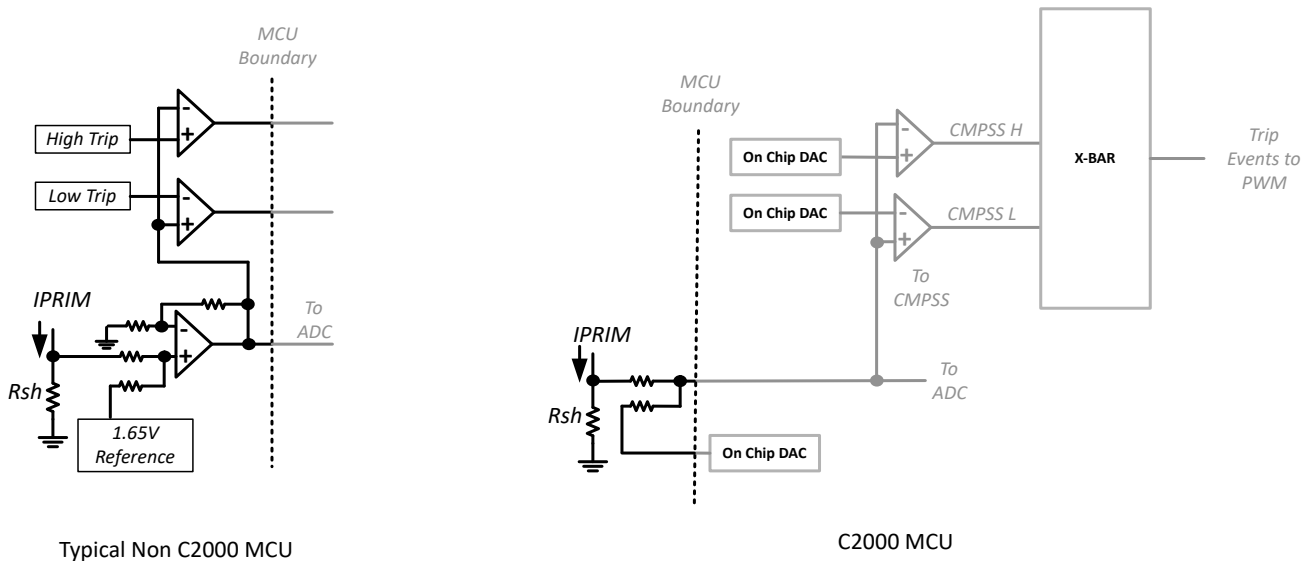 MCU
Boundary
High Trip
-
+
Low Trip
-
+
IPRIM
To
ADC
-
+
Rsh
1.65V
Reference
Typical Non C2000 MCU
MCU
Boundary
On Chip DAC
-
+
CMPSS H
On Chip DAC
-
+
CMPSS L
X-BAR
Trip
Events to
PWM
To
CMPSS
IPRIM
To
ADC
Rsh
On Chip DAC
C2000 MCU